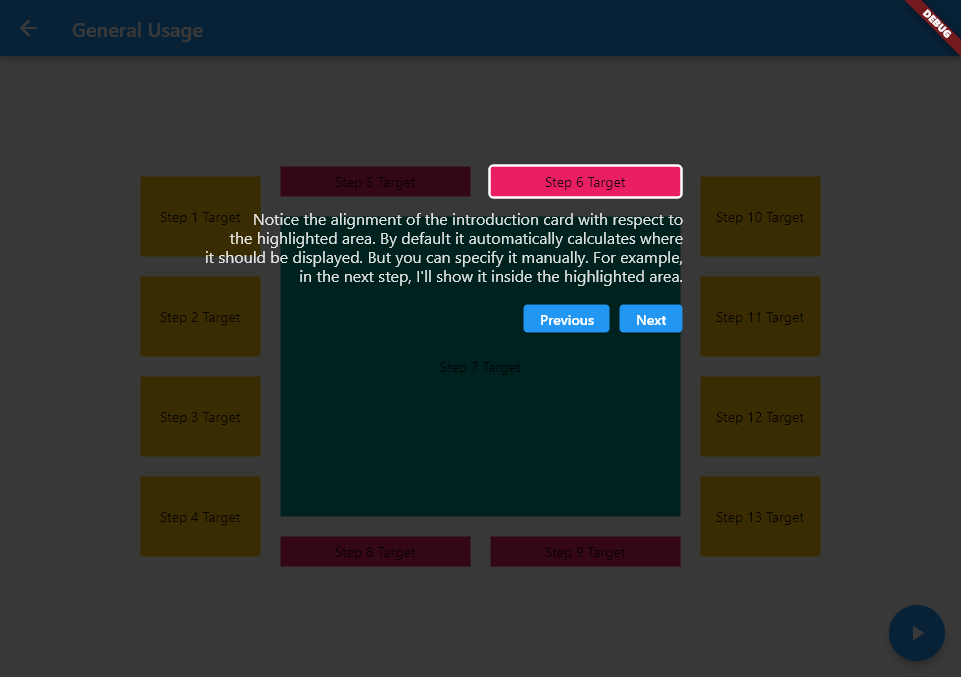 General Usage
DEBUG
Step 5 Target
Step 6 Target
Step 1 Target
Step 10 Target
Notice the alignment of the introduction card with respect to
the highlighted area. By default it automatically calculates where
it should be displayed. But you can specify it manually. For example,
in the next step, I'll show it inside the highlighted area.
Previous
Next
Step 2 Target
Step 11 Target
Step 7 Target
Step 3 Target
Step 12 Target
Step 4 Target
Step 13 Target
Step 8 Target
Step 9 Target